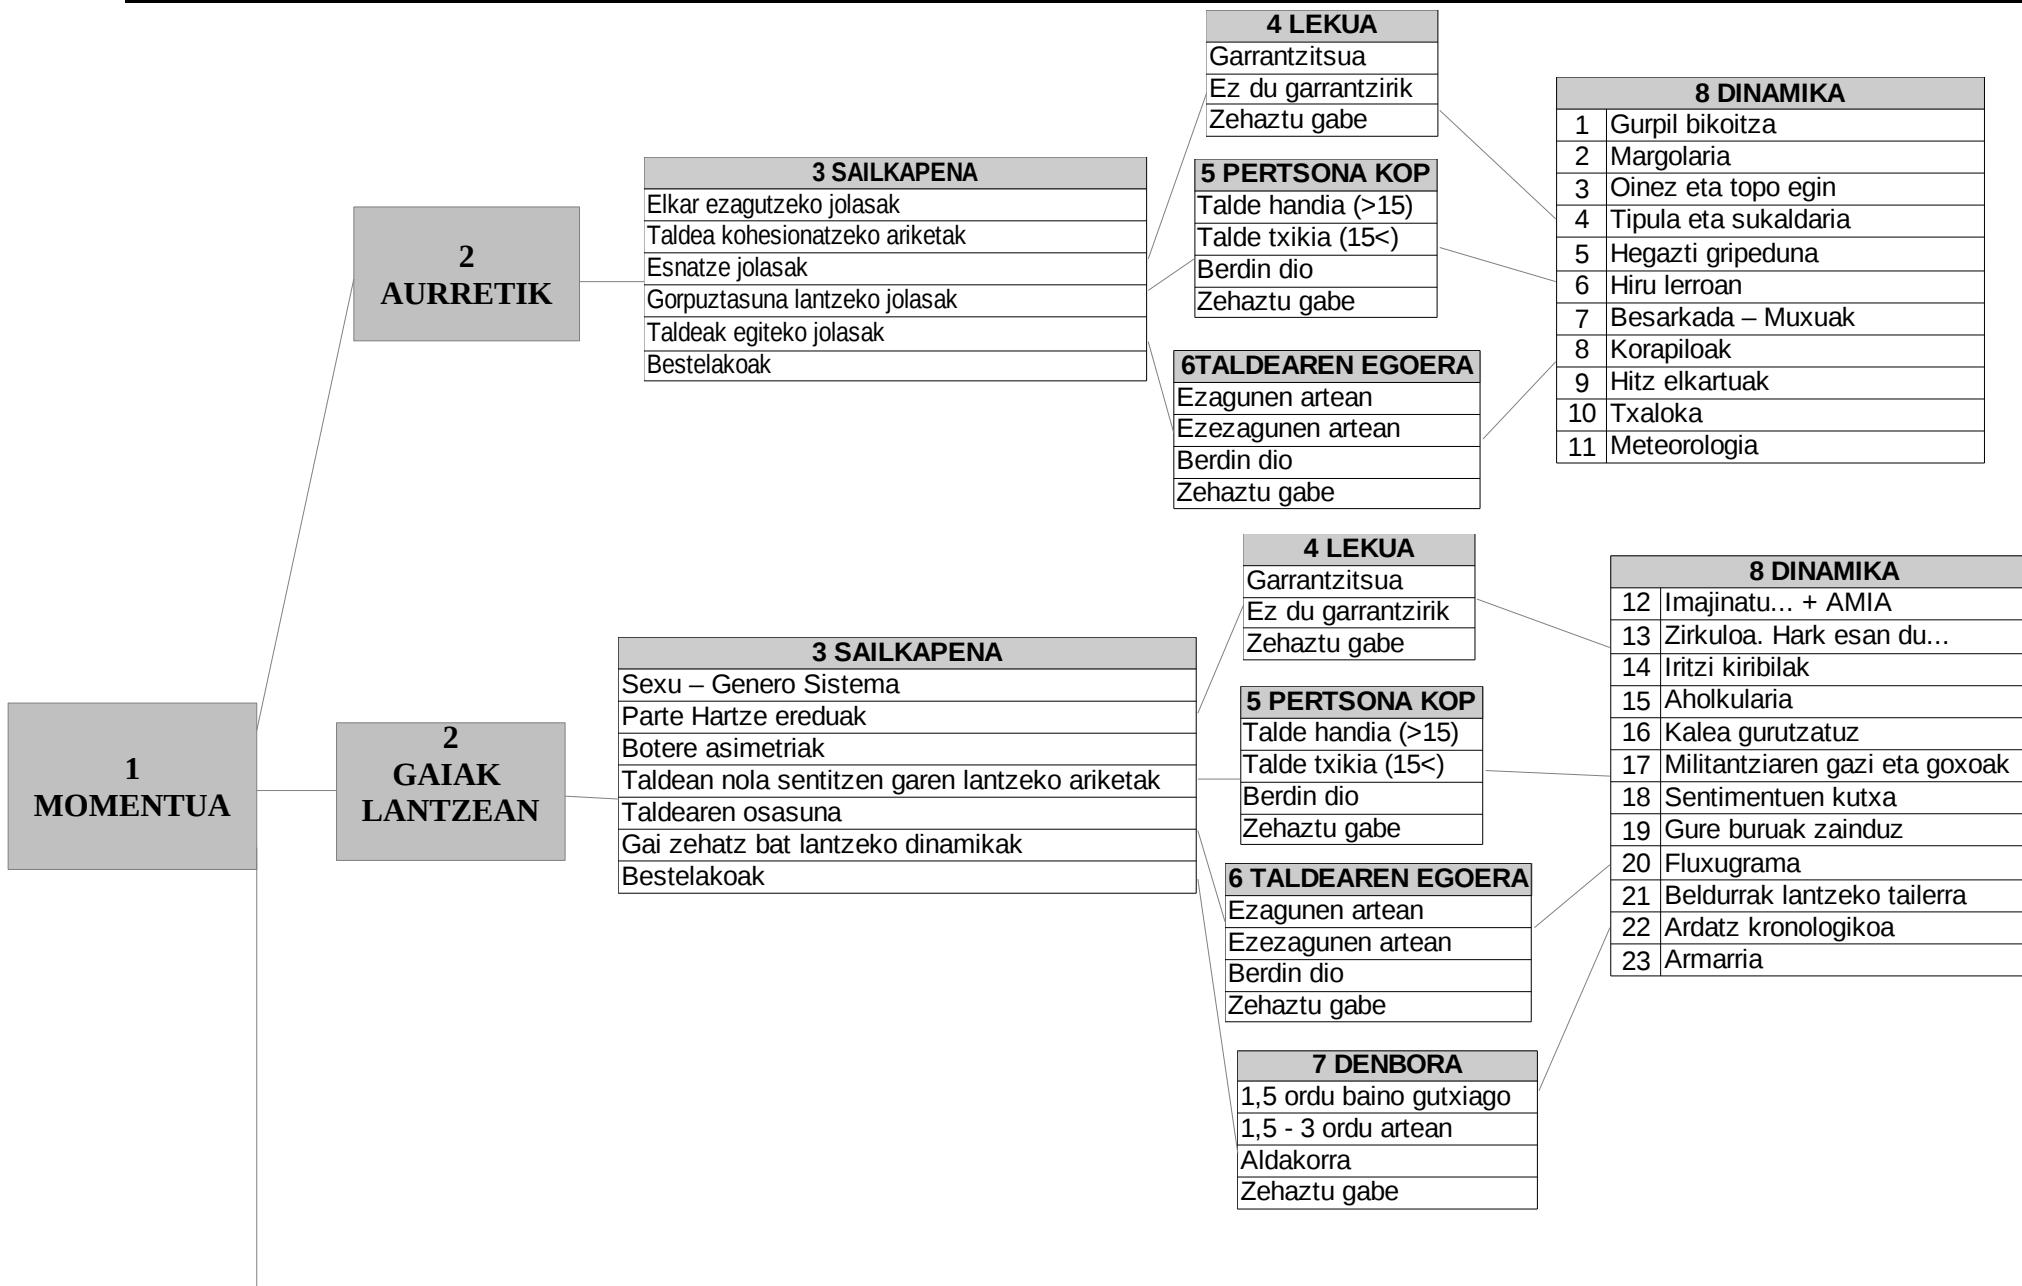 1
MOMENTUA
2
AURRETIK
3 SAILKAPENA
Elkar ezagutzeko jolasak
Taldea kohesionatzeko ariketak
Esnatze jolasak
Gorpuztasuna lantzeko jolasak
Taldeak egiteko jolasak
Bestelakoak
4 LEKUA
Garrantzitsua
Ez du garrantzirik
Zehaztu gabe
5 PERTSONA KOP
Talde handia (>15)
Talde txikia (15<)
Berdin dio
Zehaztu gabe
6TALDEAREN EGOERA
Ezagunen artean
Ezezagunen artean
Berdin dio
Zehaztu gabe
8 DINAMIKA
1 Gurpil bikoitza
2 Margolaria
3 Oinez eta topo egin
4 Tipula eta sukaldaria
5 Hegazti gripeduna
6 Hiru lerroan
7 Besarkada – Muxuak
8 Korapiloak
9 Hitz elkartuak
10 Txaloka
11 Meteorologia
2
GAIAK
LANTZEAN
3 SAILKAPENA
Sexu – Genero Sistema
Parte Hartze ereduak
Botere asimetriak
Taldean nola sentitzen garen lantzeko ariketak
Taldearen osasuna
Gai zehatz bat lantzeko dinamikak
Bestelakoak
4 LEKUA
Garrantzitsua
Ez du garrantzirik
Zehaztu gabe
5 PERTSONA KOP
Talde handia (>15)
Talde txikia (15<)
Berdin dio
Zehaztu gabe
6 TALDEAREN EGOERA
Ezagunen artean
Ezezagunen artean
Berdin dio
Zehaztu gabe
7 DENBORA
1,5 ordu baino gutxiago
1,5 - 3 ordu artean
Aldakorra
Zehaztu gabe
8 DINAMIKA
12 Imajinatu... + AMIA
13 Zirkuloa. Hark esan du...
14 Iritzi kiribilak
15 Aholkularia
16 Kalea gurutzatuz
17 Militantziaren gazi eta goxoak
18 Sentimentuen kutxa
19 Gure buruak zainduz
20 Fluxugrama
21 Beldurrak lantzeko tailerra
22 Ardatz kronologikoa
23 Armarria